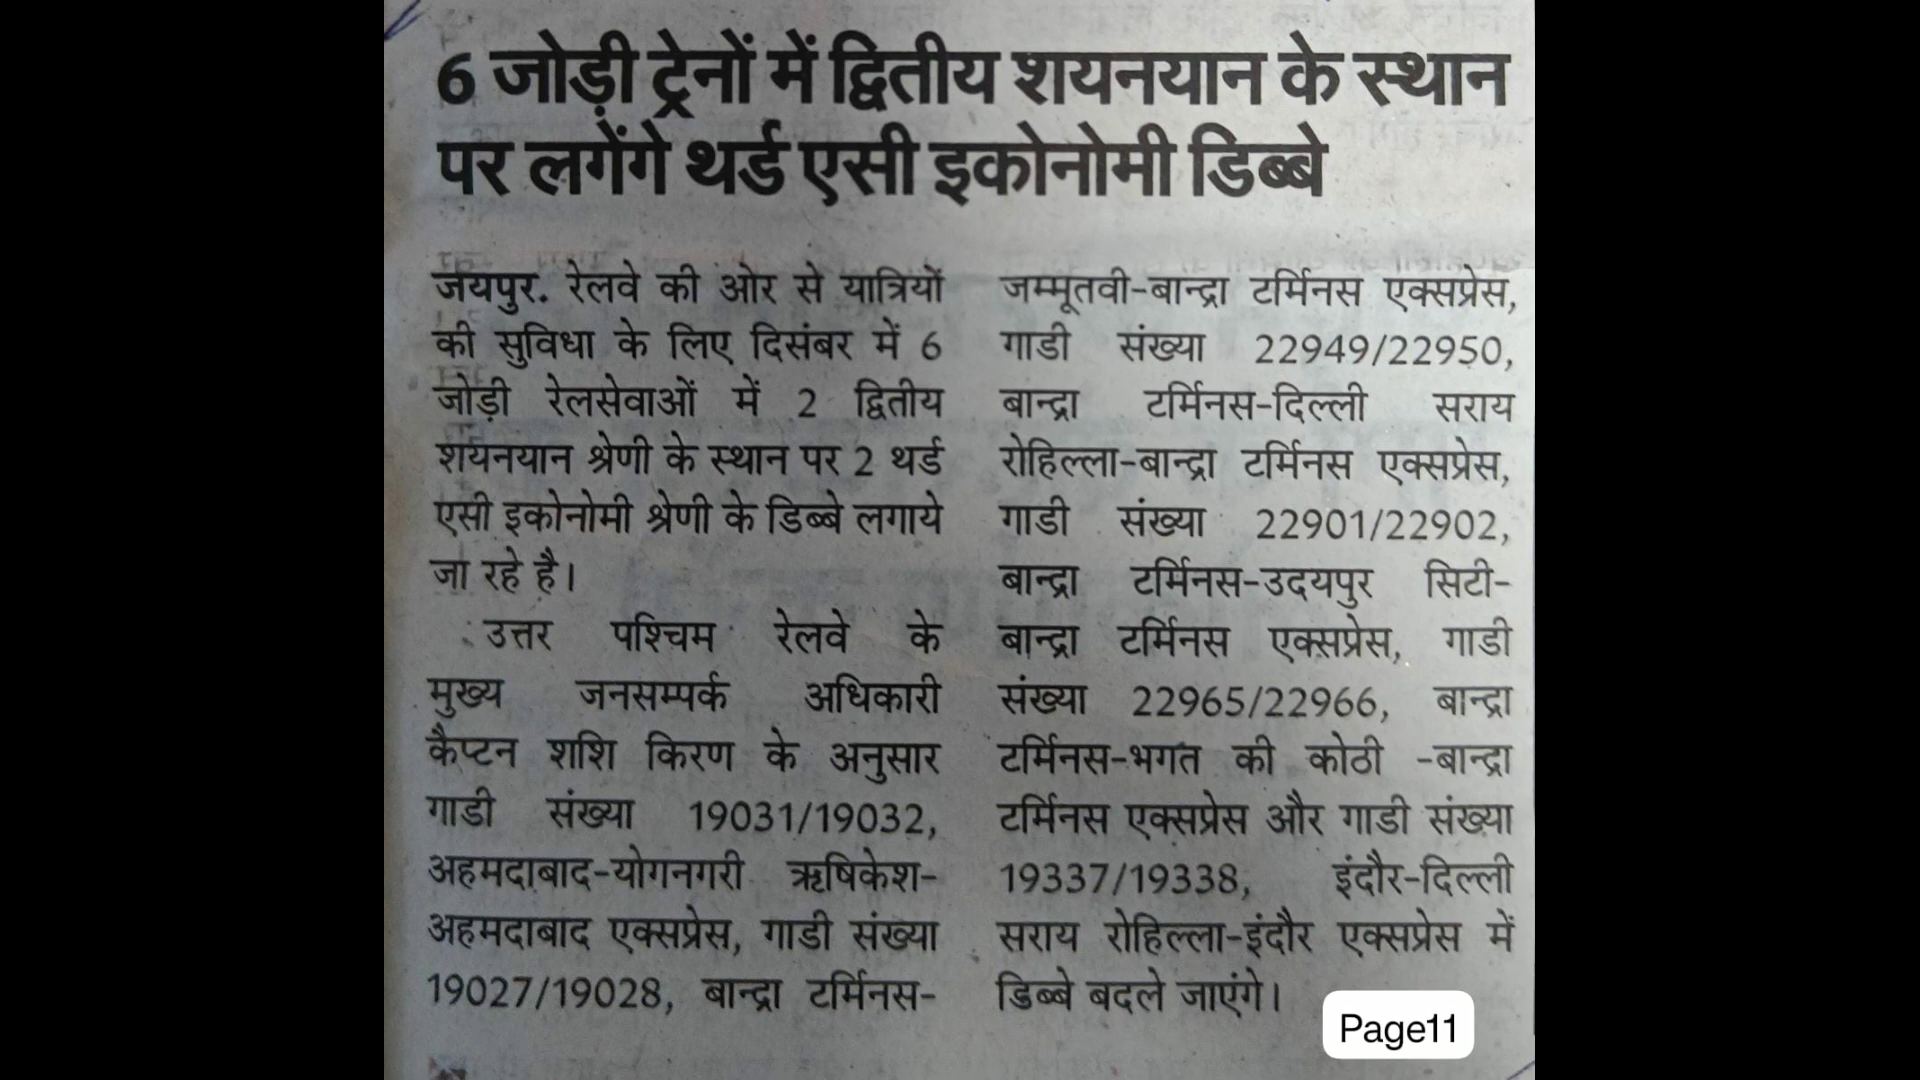 6 जोड़ी ट्रेनों में द्वितीय शयनयान के स्थान
पर लगेंगे थर्ड एसी इकोनोमी डिब्बे
जयपुर. रेलवे की ओर से यात्रियों
की सुविधा के लिए दिसंबर में 6
जोड़ी रेलसेवाओं में 2 द्वितीय
शयनयान श्रेणी के स्थान पर 2 थर्ड
एसी इकोनोमी श्रेणी के डिब्बे लगाये
जा रहे है।
उत्तर पश्चिम रेलवे के
मुख्य जनसम्पर्क अधिकारी
कैप्टन शशि किरण के अनुसार
गाडी संख्या 19031/19032,
अहमदाबाद-योगनगरी ऋषिकेश-
अहमदाबाद एक्सप्रेस, गाडी संख्या
19027/19028, बान्द्रा टर्मिनस-
जम्मूतवी-बान्द्रा टर्मिनस एक्सप्रेस,
गाडी संख्या 22949/22950,
बान्द्रा टर्मिनस-दिल्ली सराय
रोहिल्ला-बान्द्रा टर्मिनस एक्सप्रेस,
गाडी संख्या 22901/22902,
बान्द्रा टर्मिनस-उदयपुर सिटी-
बान्द्रा टर्मिनस एक्सप्रेस, गाडी
संख्या 22965/22966, बान्द्रा
टर्मिनस-भगत की कोठी -बान्द्रा
टर्मिनस एक्सप्रेस और गाडी संख्या
19337/19338, इंदौर-दिल्ली
सराय रोहिल्ला-इंदौर एक्सप्रेस में
डिब्बे बदले जाएंगे।
Page11